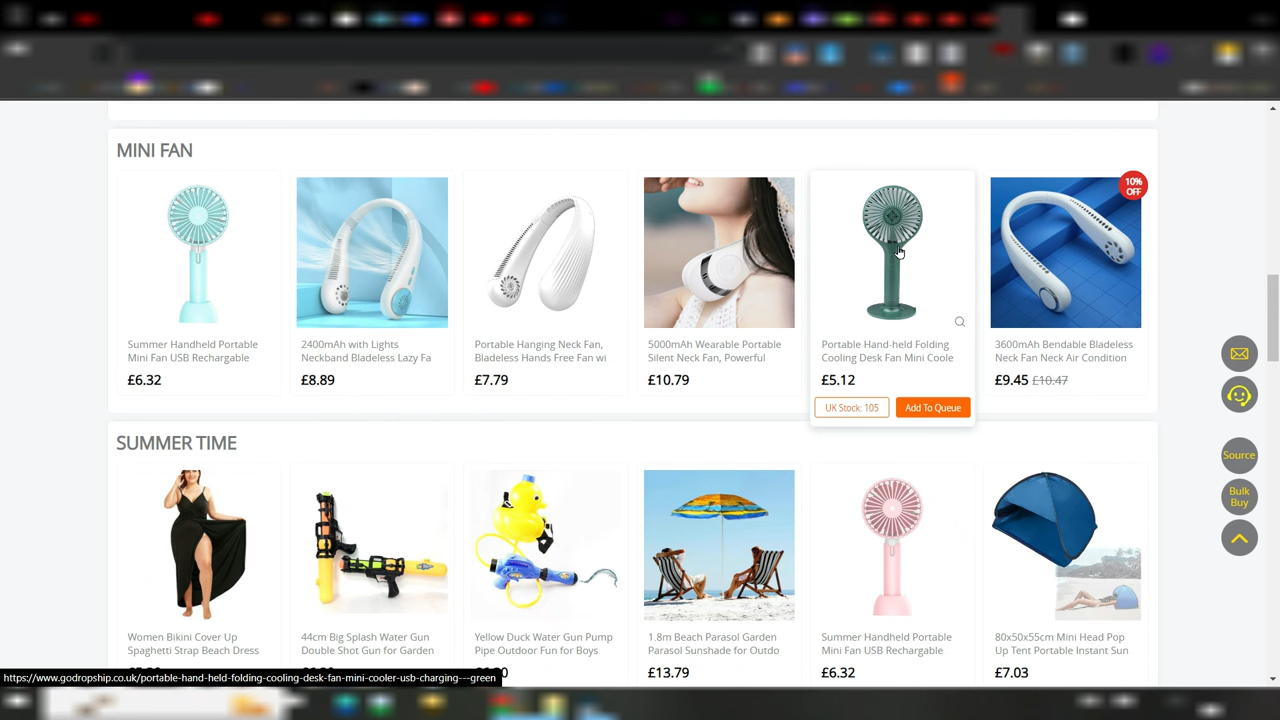 MINI FAN
10%
OFF
Summer Handheld Portable
Mini Fan USB Rechargable
£6.32
2400mAh with Lights
Neckband Bladeless Lazy Fa
£8.89
Portable Hanging Neck Fan,
Bladeless Hands Free Fan wi
£7.79
5000mAh Wearable Portable
Silent Neck Fan, Powerful
£10.79
Portable Hand-held Folding
Cooling Desk Fan Mini Coole
£5.12
UK Stock: 105
Add To Queue
3600mAh Bendable Bladeless
Neck Fan Neck Air Condition
£9.45 £10.47
SUMMER TIME
Women Bikini Cover Up
Spaghetti Strap Beach Dress
44cm Big Splash Water Gun
Double Shot Gun for Garden
Yellow Duck Water Gun Pump
Pipe Outdoor Fun for Boys
1.8m Beach Parasol Garden
Parasol Sunshade for Outdo
£13.79
Summer Handheld Portable
Mini Fan USB Rechargable
£6.32
80x50x55cm Mini Head Pop
Up Tent Portable Instant Sun
£7.03
Source
Bulk
Buy
https://www.godropship.co.uk/portable-hand-held-folding-cooling-desk-fan-mini-cooler-usb-charging---green